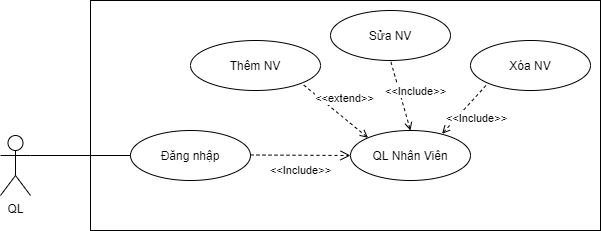 Sửa NV
Thêm NV
Xóa NV
<<Include>>
<<extend>>
<<Include>>
Đăng nhập
QL Nhân Viên
<<Include>>
QL